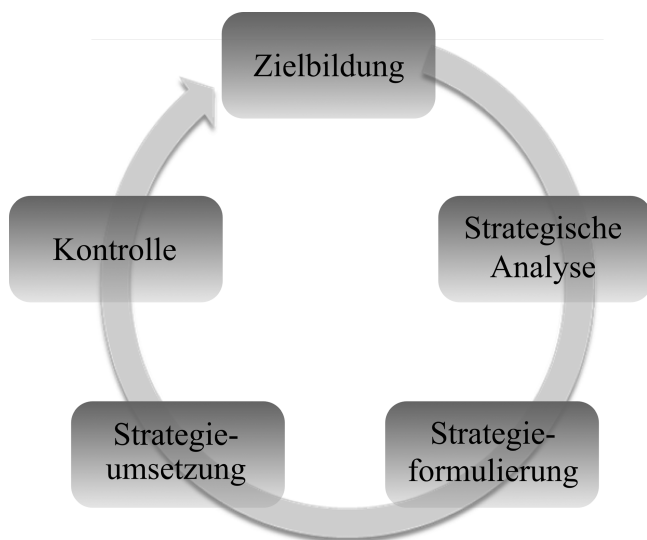 Zielbildung
Strategische
Analyse
Strategie-
formulierung
Strategie-
umsetzung
Kontrolle